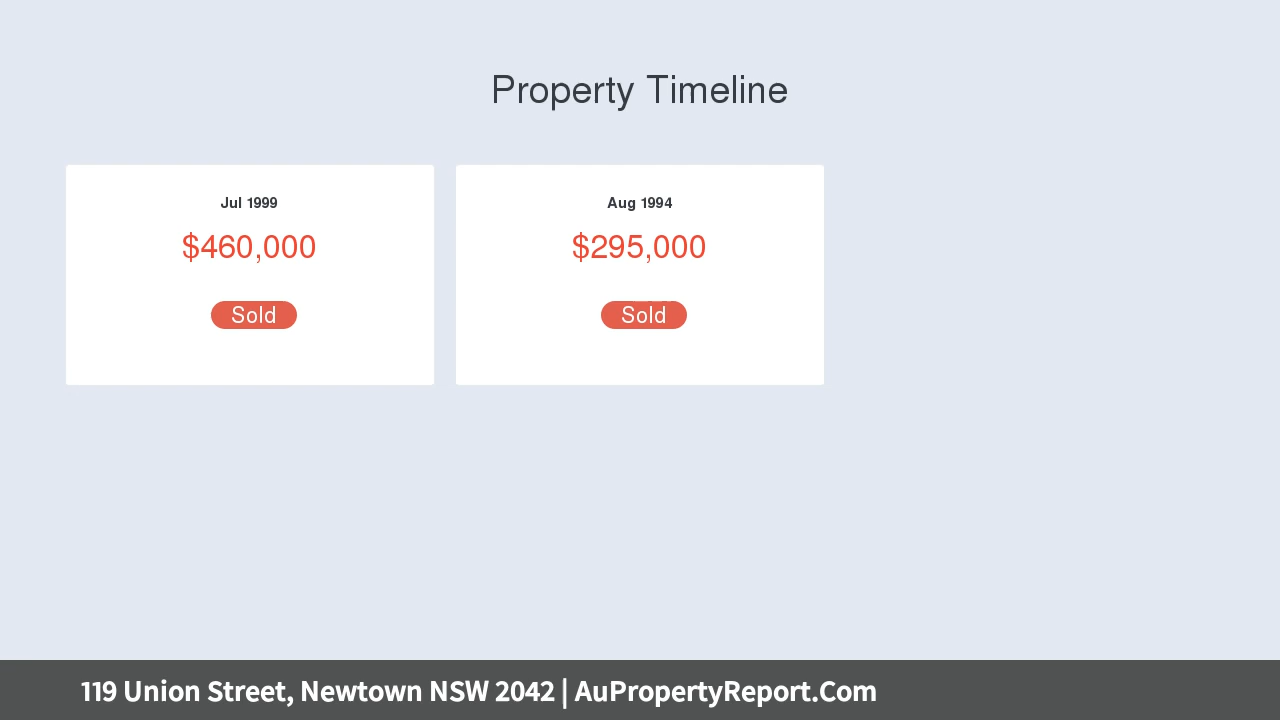 Property Timeline
Jul 1999
$460,000
Sold
Aug 1994
$295,000
Sold
119 Union Street, Newtown NSW 2042 | AuPropertyReport.Com